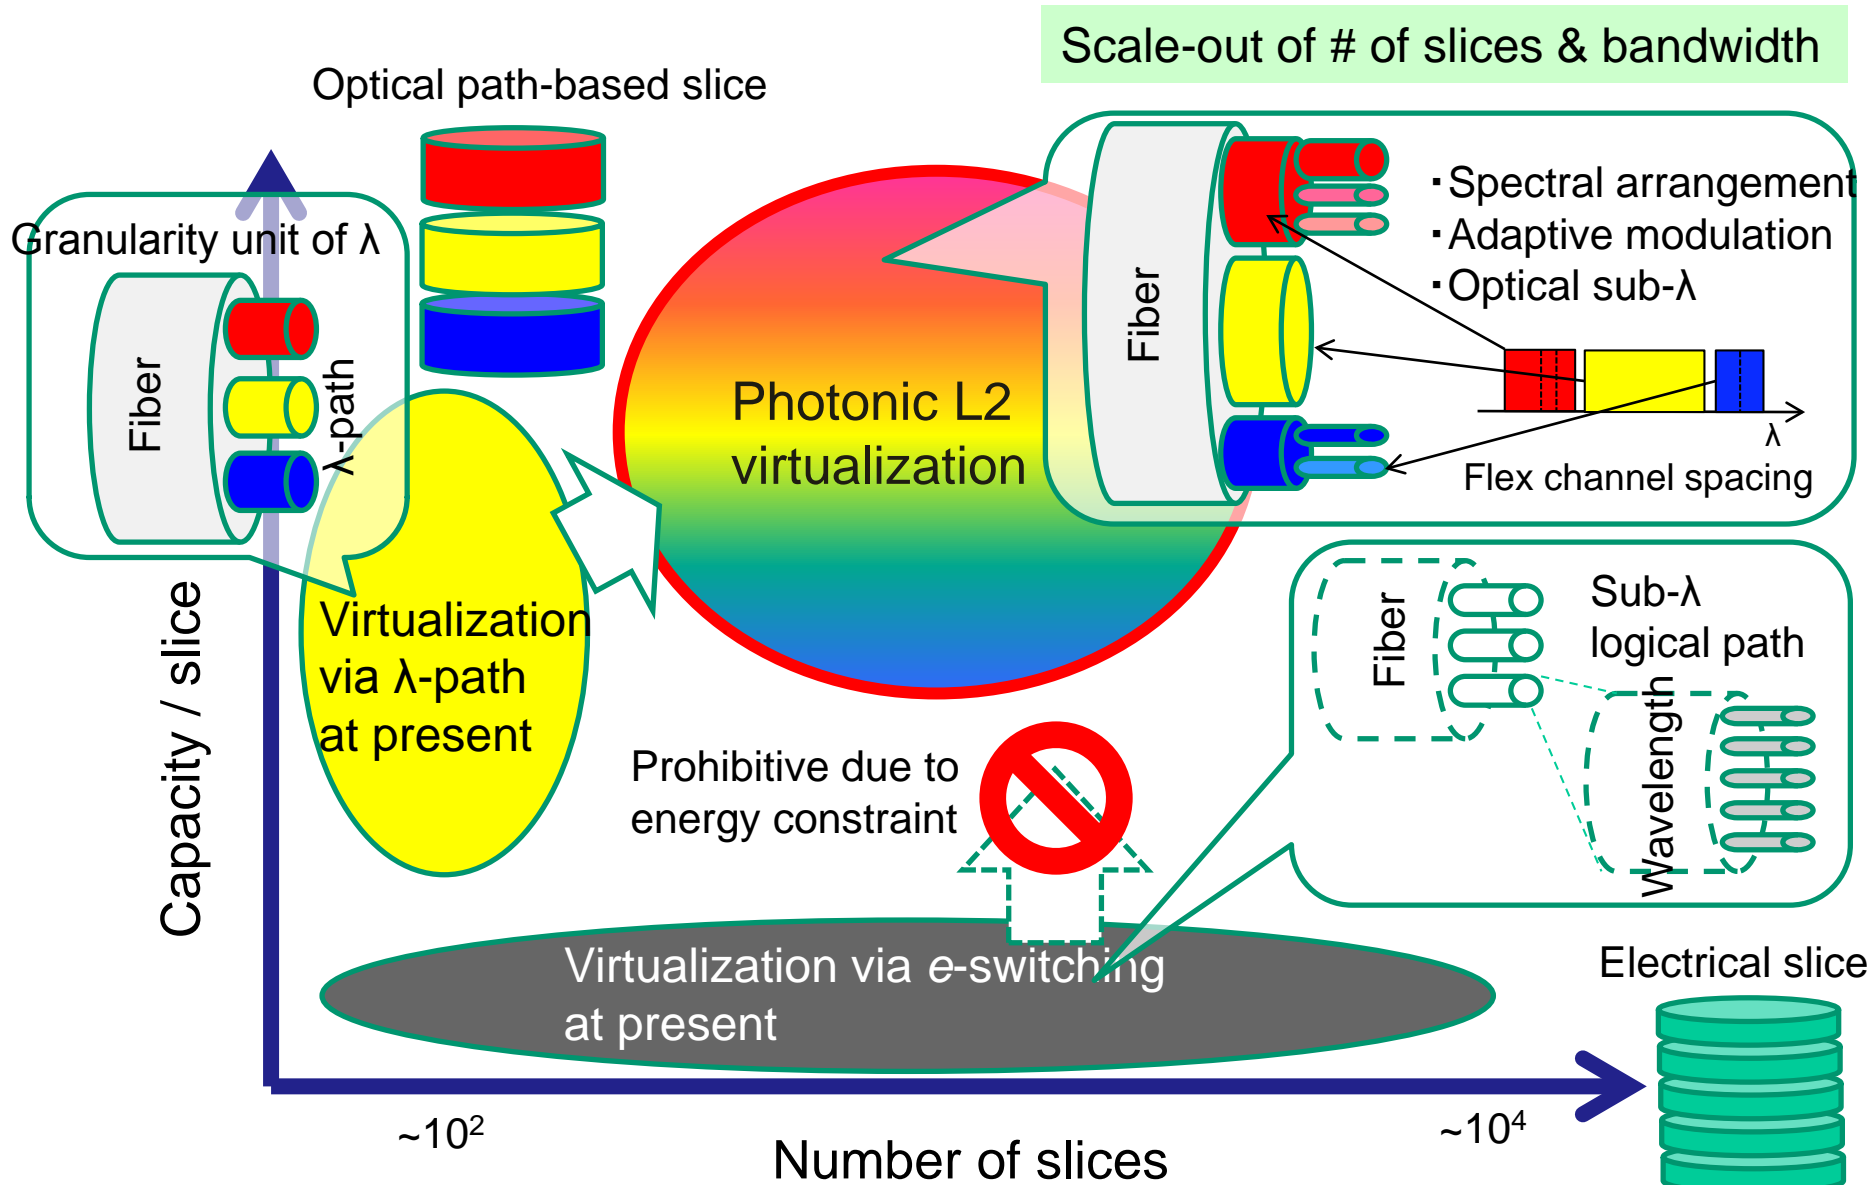 Scale-out of # of slices & bandwidth
Optical path-based slice
Granularity unit of λ
Fiber
λ-path
Fiber
・Spectral arrangement
・Adaptive modulation
・Optical sub-λ
λ
Flex channel spacing
Photonic L2
virtualization
Virtualization
via λ-path
at present
Capacity / slice
Fiber
Sub-λ
logical path
Wavelength
Prohibitive due to
energy constraint
Virtualization via e-switching
at present
Electrical slice
~10²
~10⁴
Number of slices